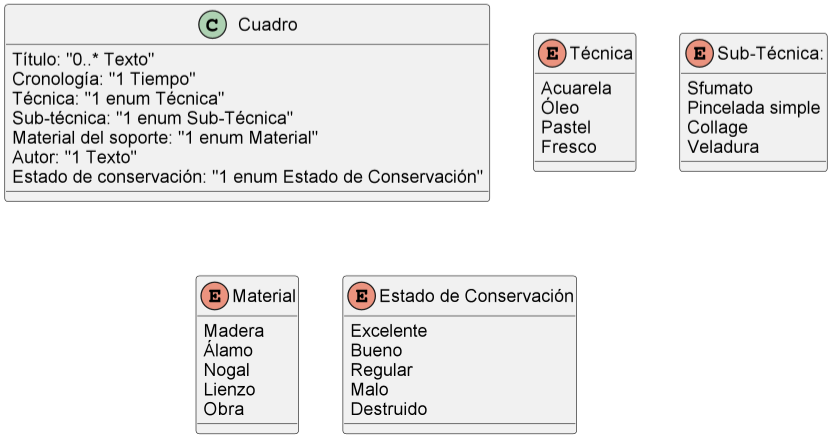 C Cuadro
Título: "0..* Texto"
Cronología: "1 Tiempo"
Técnica: "1 enum Técnica"
Sub-técnica: "1 enum Sub-Técnica"
Material del soporte: "1 enum Material"
Autor: "1 Texto"
Estado de conservación: "1 enum Estado de Conservación"
E Técnica
Acuarela
Óleo
Pastel
Fresco
E Sub-Técnica:
Sfumato
Pincelada simple
Collage
Veladura
E Material
Madera
Álamo
Nogal
Lienzo
Obra
E Estado de Conservación
Excelente
Bueno
Regular
Malo
Destruido